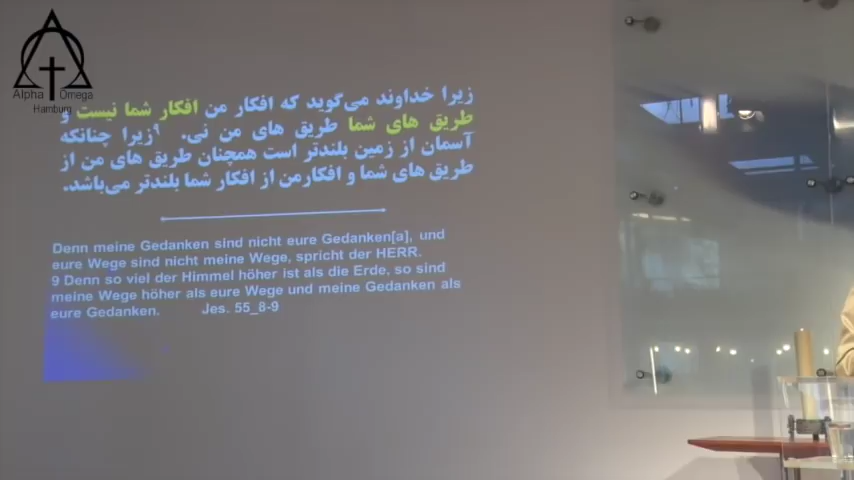 Alpha Omega
Hamburg
زیرا خداوند می‌گوید که افکار من افکار شما نیست و
طریق های شما طریق های من نی. ۹زیرا چنانکه
آسمان از زمین بلندتر است همچنان طریق های من از
طریق های شما و افکارمن از افکار شما بلندتر می‌باشد.
Denn meine Gedanken sind nicht eure Gedanken[a], und
eure Wege sind nicht meine Wege, spricht der HERR.
9 Denn so viel der Himmel höher ist als die Erde, so sind
meine Wege höher als eure Wege und meine Gedanken als
eure Gedanken. Jes. 55_8-9